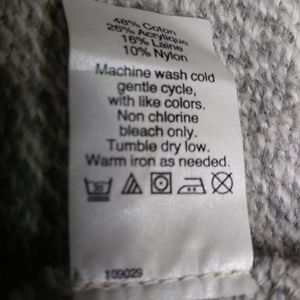 48% Coton
26% Acrylique
16% Laine
10% Nylon
Machine wash cold
gentle cycle,
with like colors.
Non chlorine
bleach only.
Tumble dry low.
Warm iron as needed.
109029